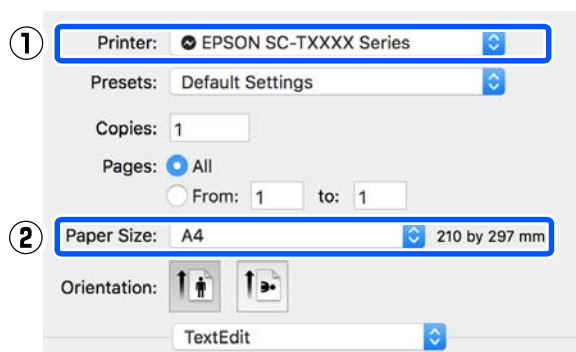 ① Printer: EPSON SC-TXXXX Series
Presets: Default Settings
Copies: 1
Pages: All
From: 1 to: 1
② Paper Size: A4 210 by 297 mm
Orientation:
TextEdit